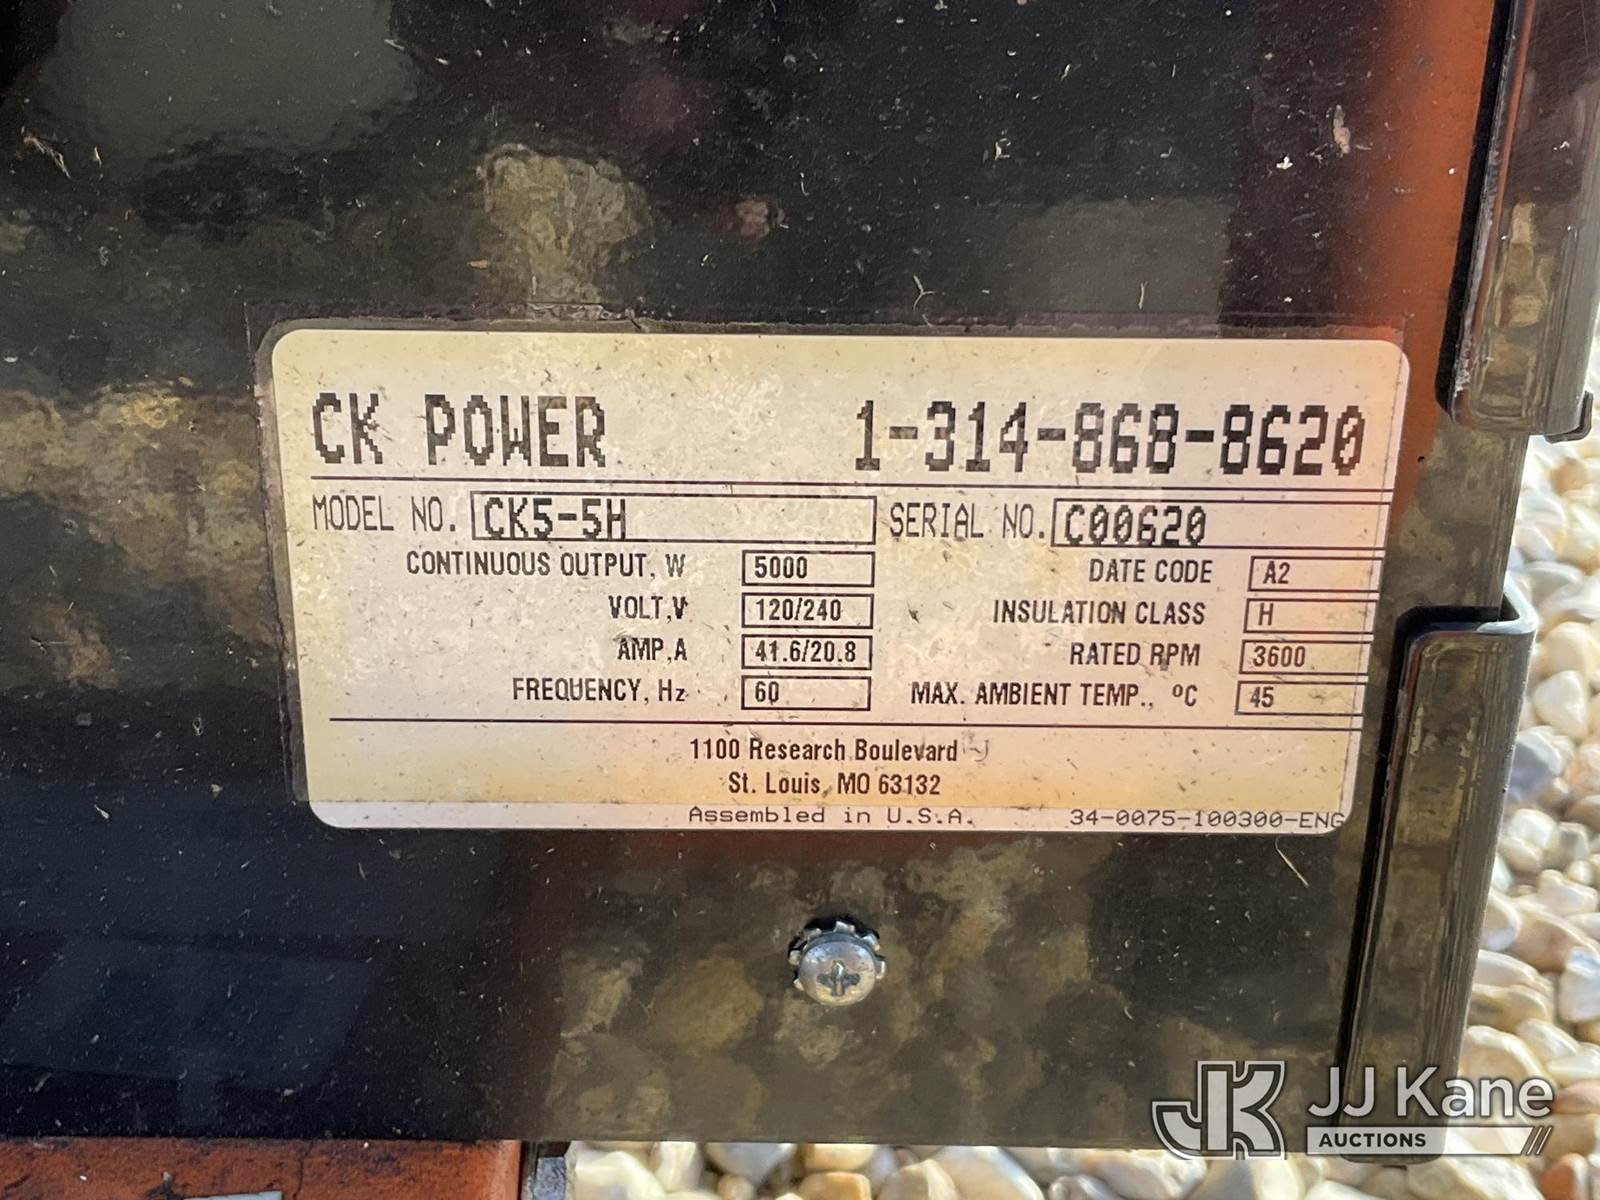 CK POWER 1-314-868-8620
MODEL NO. CK5-5H SERIAL NO. C00620
CONTINUOUS OUTPUT, W 5000 DATE CODE A2
VOLT,V 120/240 INSULATION CLASS H
AMP,A 41.6/20.8 RATED RPM 3600
FREQUENCY, Hz 60 MAX. AMBIENT TEMP., ºC 45
1100 Research Boulevard
St. Louis, MO 63132
Assembled in U.S.A. 34-0075-100300-ENG
JK JJ Kane
AUCTIONS